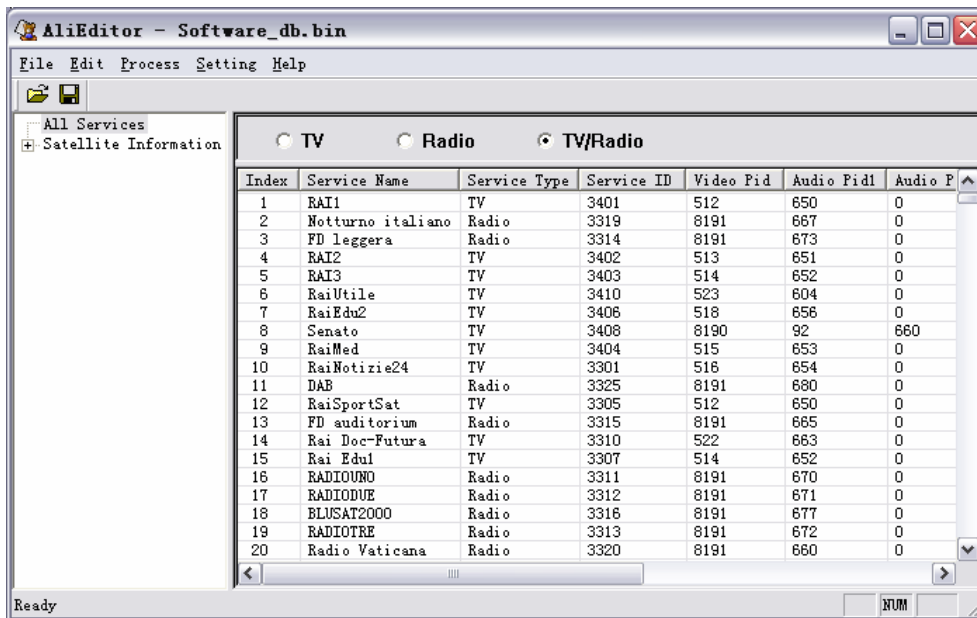 AliEditor - Software_db.bin
File Edit Process Setting Help
All Services
Satellite Information
TV Radio TV/Radio
Index Service Name Service Type Service ID Video Pid Audio Pid1 Audio P
1 RAI1 TV 3401 512 650 0
2 Notturno italiano Radio 3319 8191 667 0
3 FD leggera Radio 3314 8191 673 0
4 RAI2 TV 3402 513 651 0
5 RAI3 TV 3403 514 652 0
6 RaiUtile TV 3410 523 604 0
7 RaiEdu2 TV 3406 518 656 0
8 Senato TV 3408 8190 92 660
9 RaiMed TV 3404 515 653 0
10 RaiNotizie24 TV 3301 516 654 0
11 DAB Radio 3325 8191 680 0
12 RaiSportSat TV 3305 512 650 0
13 FD auditorium Radio 3315 8191 665 0
14 Rai Doc-Futura TV 3310 522 663 0
15 Rai Edu1 TV 3307 514 652 0
16 RADIOUNO Radio 3311 8191 670 0
17 RADIODUE Radio 3312 8191 671 0
18 BLUSAT2000 Radio 3316 8191 677 0
19 RADIOTRE Radio 3313 8191 672 0
20 Radio Vaticana Radio 3320 8191 660 0
Ready NUM